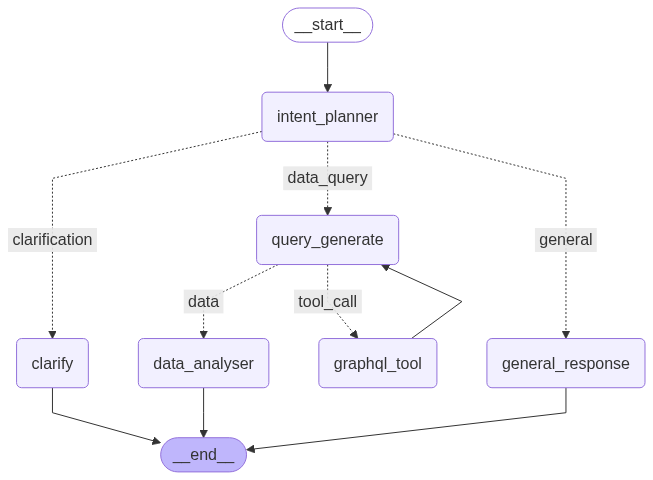 __start__
intent_planner
data_query
clarification
query_generate
general
data
tool_call
clarify
data_analyser
graphql_tool
general_response
__end__